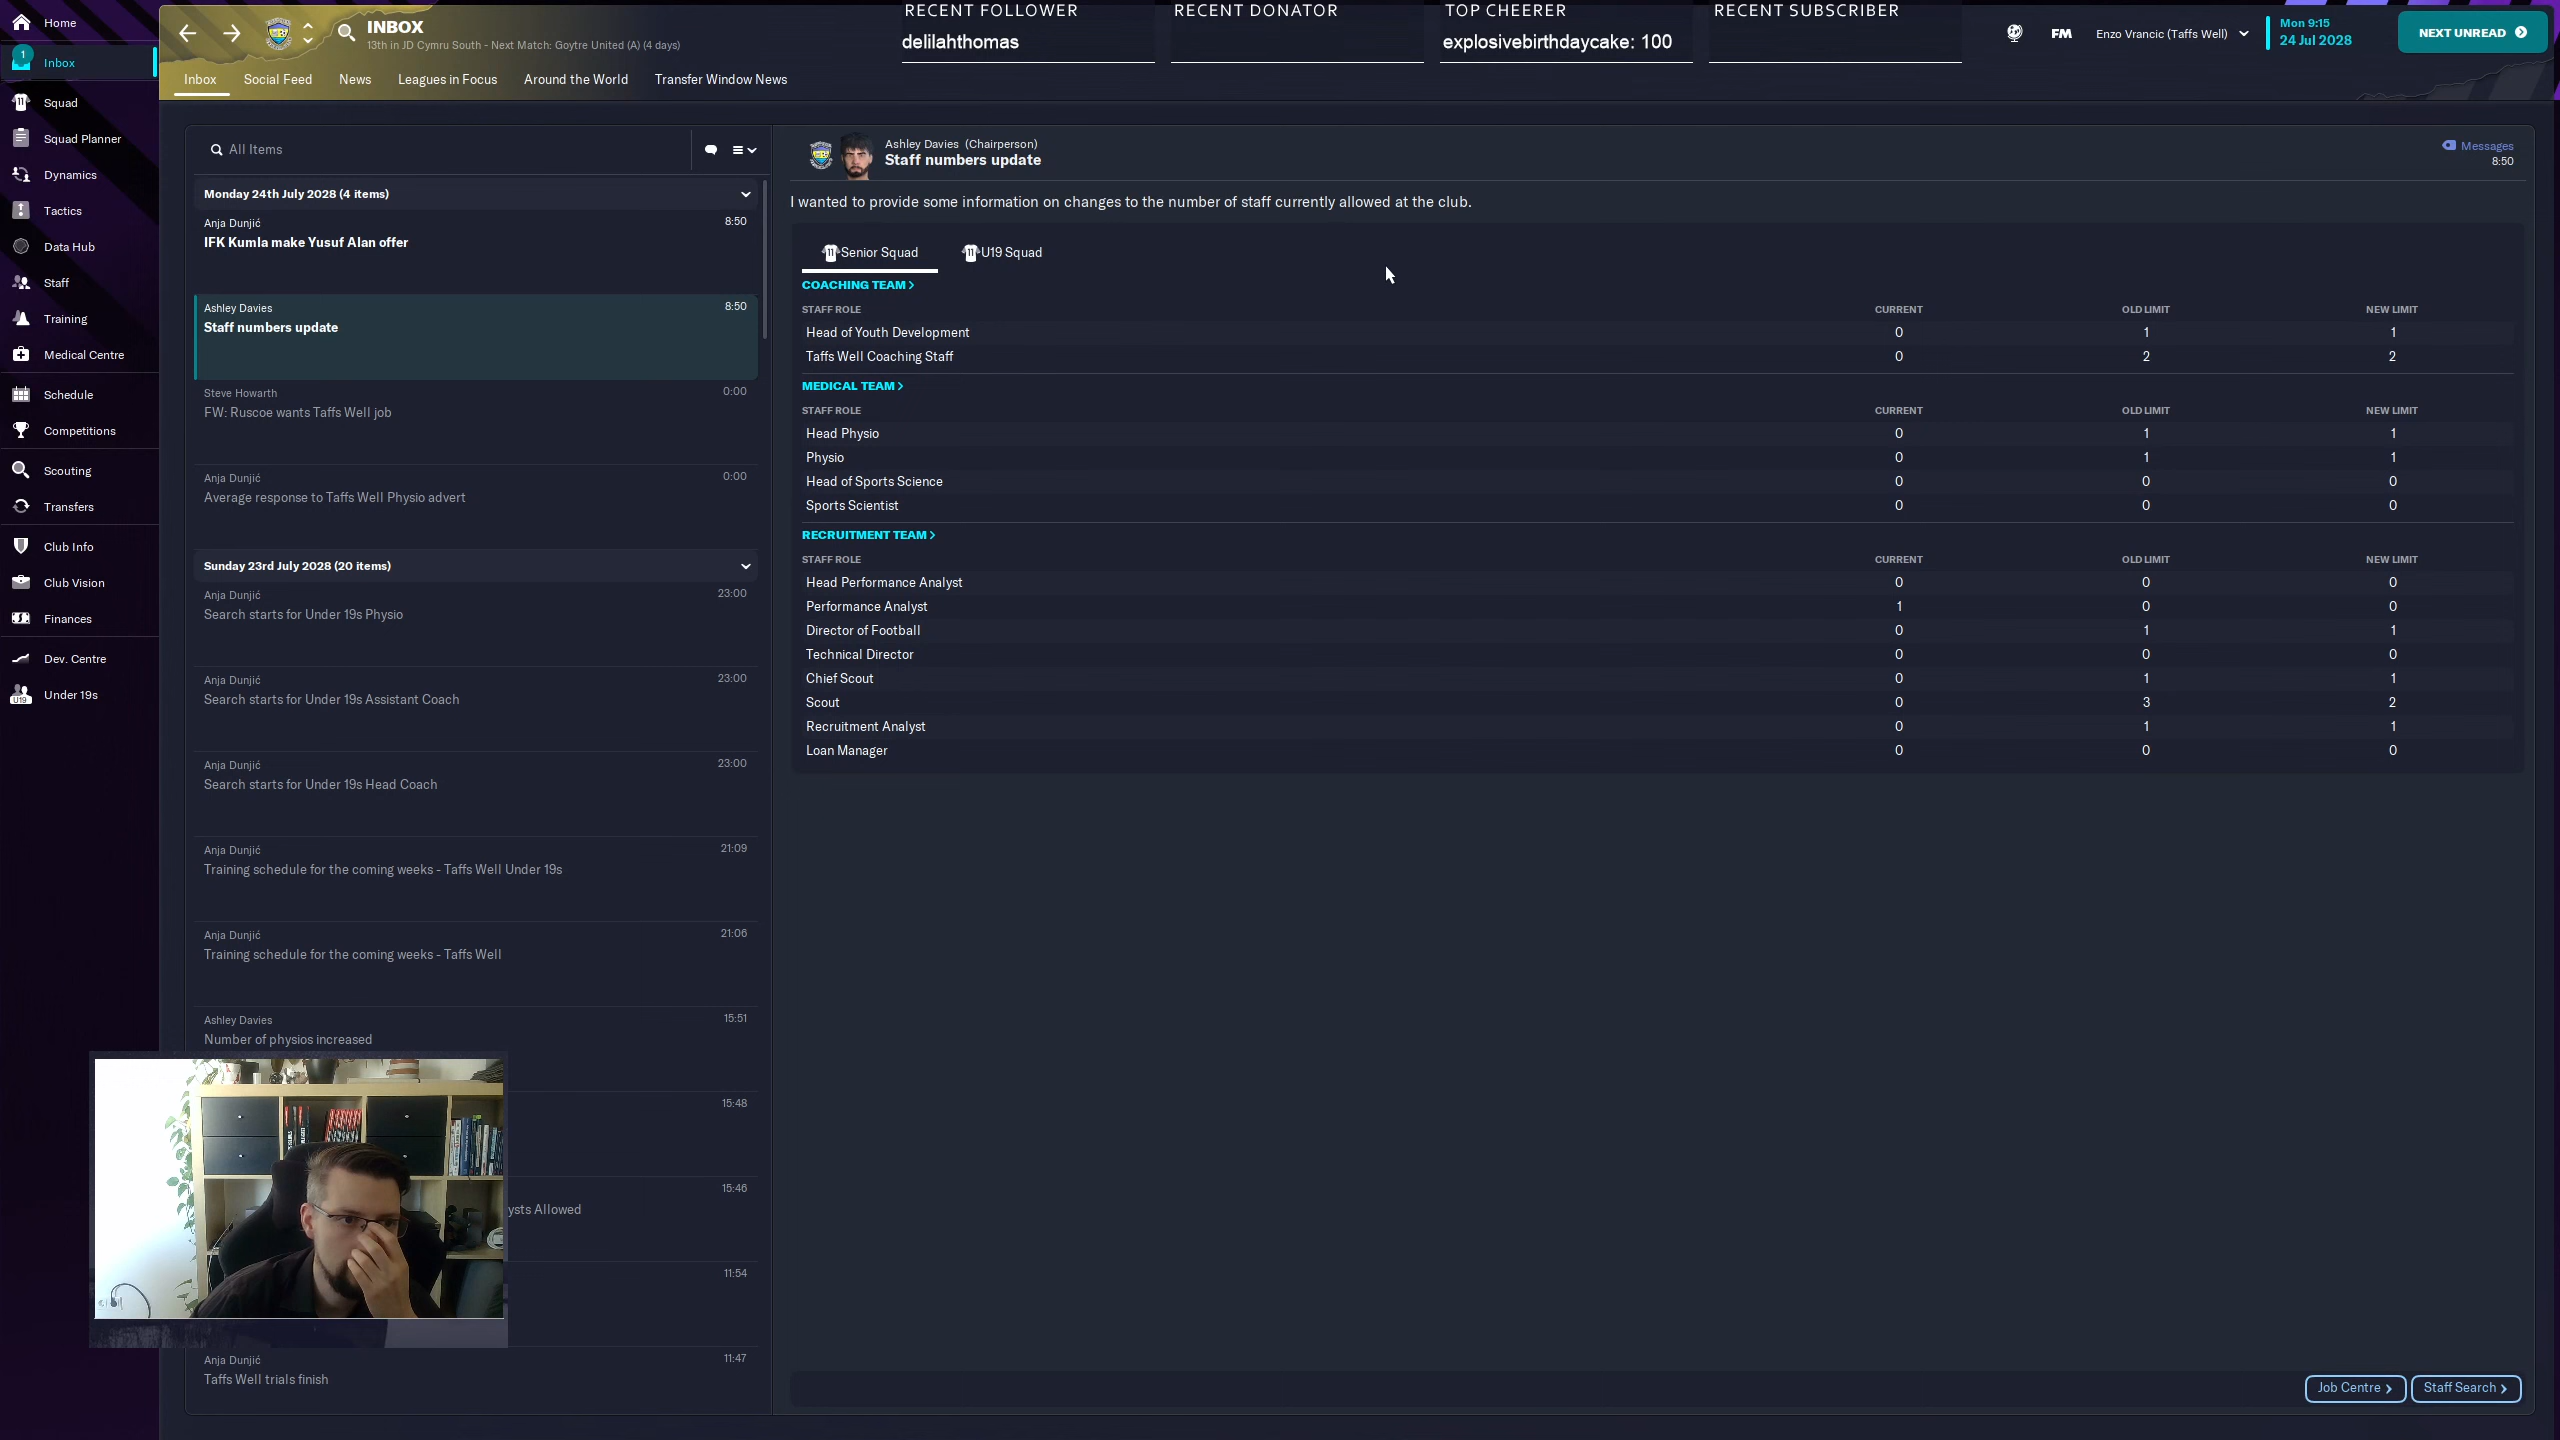 Home
1
Inbox
Squad
Squad Planner
Dynamics
Tactics
Data Hub
Staff
Training
Medical Centre
Schedule
Competitions
Scouting
Transfers
Club Info
Club Vision
Finances
Dev. Centre
U19
Under 19s
INBOX
13th in JD Cymru South - Next Match: Goytre United (A) (4 days)
RECENT FOLLOWER
delilahthomas
RECENT DONATOR
TOP CHEERER
explosivebirthdaycake: 100
RECENT SUBSCRIBER
FM
Enzo Vrancic (Taffs Well)
Mon 9:15
24 Jul 2028
NEXT UNREAD
Inbox
Social Feed
News
Leagues in Focus
Around the World
Transfer Window News
All Items
Monday 24th July 2028 (4 items)
Anja Dunjić 8:50
IFK Kumla make Yusuf Alan offer
Ashley Davies 8:50
Staff numbers update
Steve Howarth 0:00
FW: Ruscoe wants Taffs Well job
Anja Dunjić 0:00
Average response to Taffs Well Physio advert
Sunday 23rd July 2028 (20 items)
Anja Dunjić 23:00
Search starts for Under 19s Physio
Anja Dunjić 23:00
Search starts for Under 19s Assistant Coach
Anja Dunjić 23:00
Search starts for Under 19s Head Coach
Anja Dunjić 21:09
Training schedule for the coming weeks - Taffs Well Under 19s
Anja Dunjić 21:06
Training schedule for the coming weeks - Taffs Well
Ashley Davies 15:51
Number of physios increased
15:48
15:46
ysts Allowed
11:54
Anja Dunjić 11:47
Taffs Well trials finish
Ashley Davies (Chairperson)
Staff numbers update
Messages
8:50
I wanted to provide some information on changes to the number of staff currently allowed at the club.
Senior Squad
U19 Squad
COACHING TEAM >
STAFF ROLE CURRENT OLD LIMIT NEW LIMIT
Head of Youth Development 0 1 1
Taffs Well Coaching Staff 0 2 2
MEDICAL TEAM >
STAFF ROLE CURRENT OLD LIMIT NEW LIMIT
Head Physio 0 1 1
Physio 0 1 1
Head of Sports Science 0 0 0
Sports Scientist 0 0 0
RECRUITMENT TEAM >
STAFF ROLE CURRENT OLD LIMIT NEW LIMIT
Head Performance Analyst 0 0 0
Performance Analyst 1 0 0
Director of Football 0 1 1
Technical Director 0 0 0
Chief Scout 0 1 1
Scout 0 3 2
Recruitment Analyst 0 1 1
Loan Manager 0 0 0
Job Centre >
Staff Search >